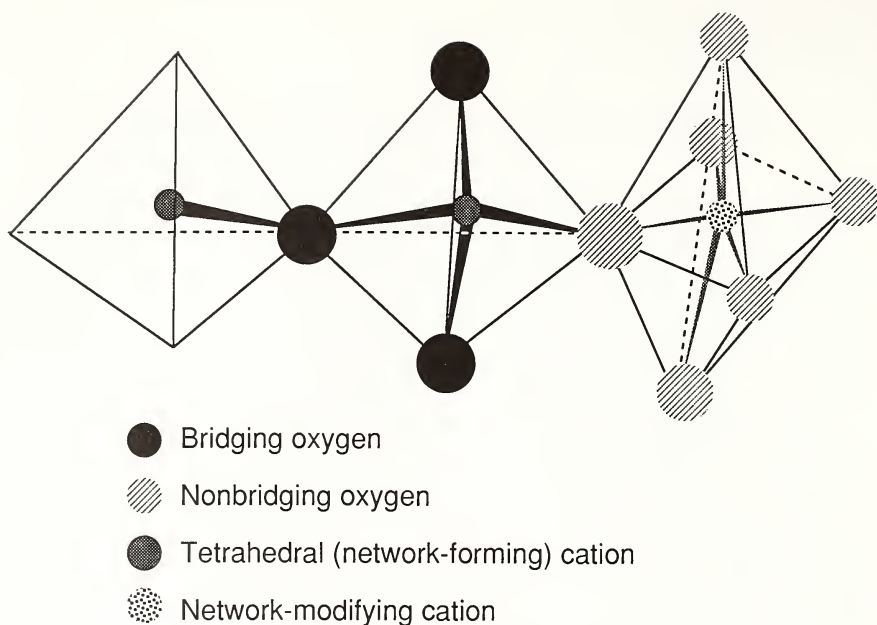 Bridging oxygen
Nonbridging oxygen
Tetrahedral (network-forming) cation
Network-modifying cation